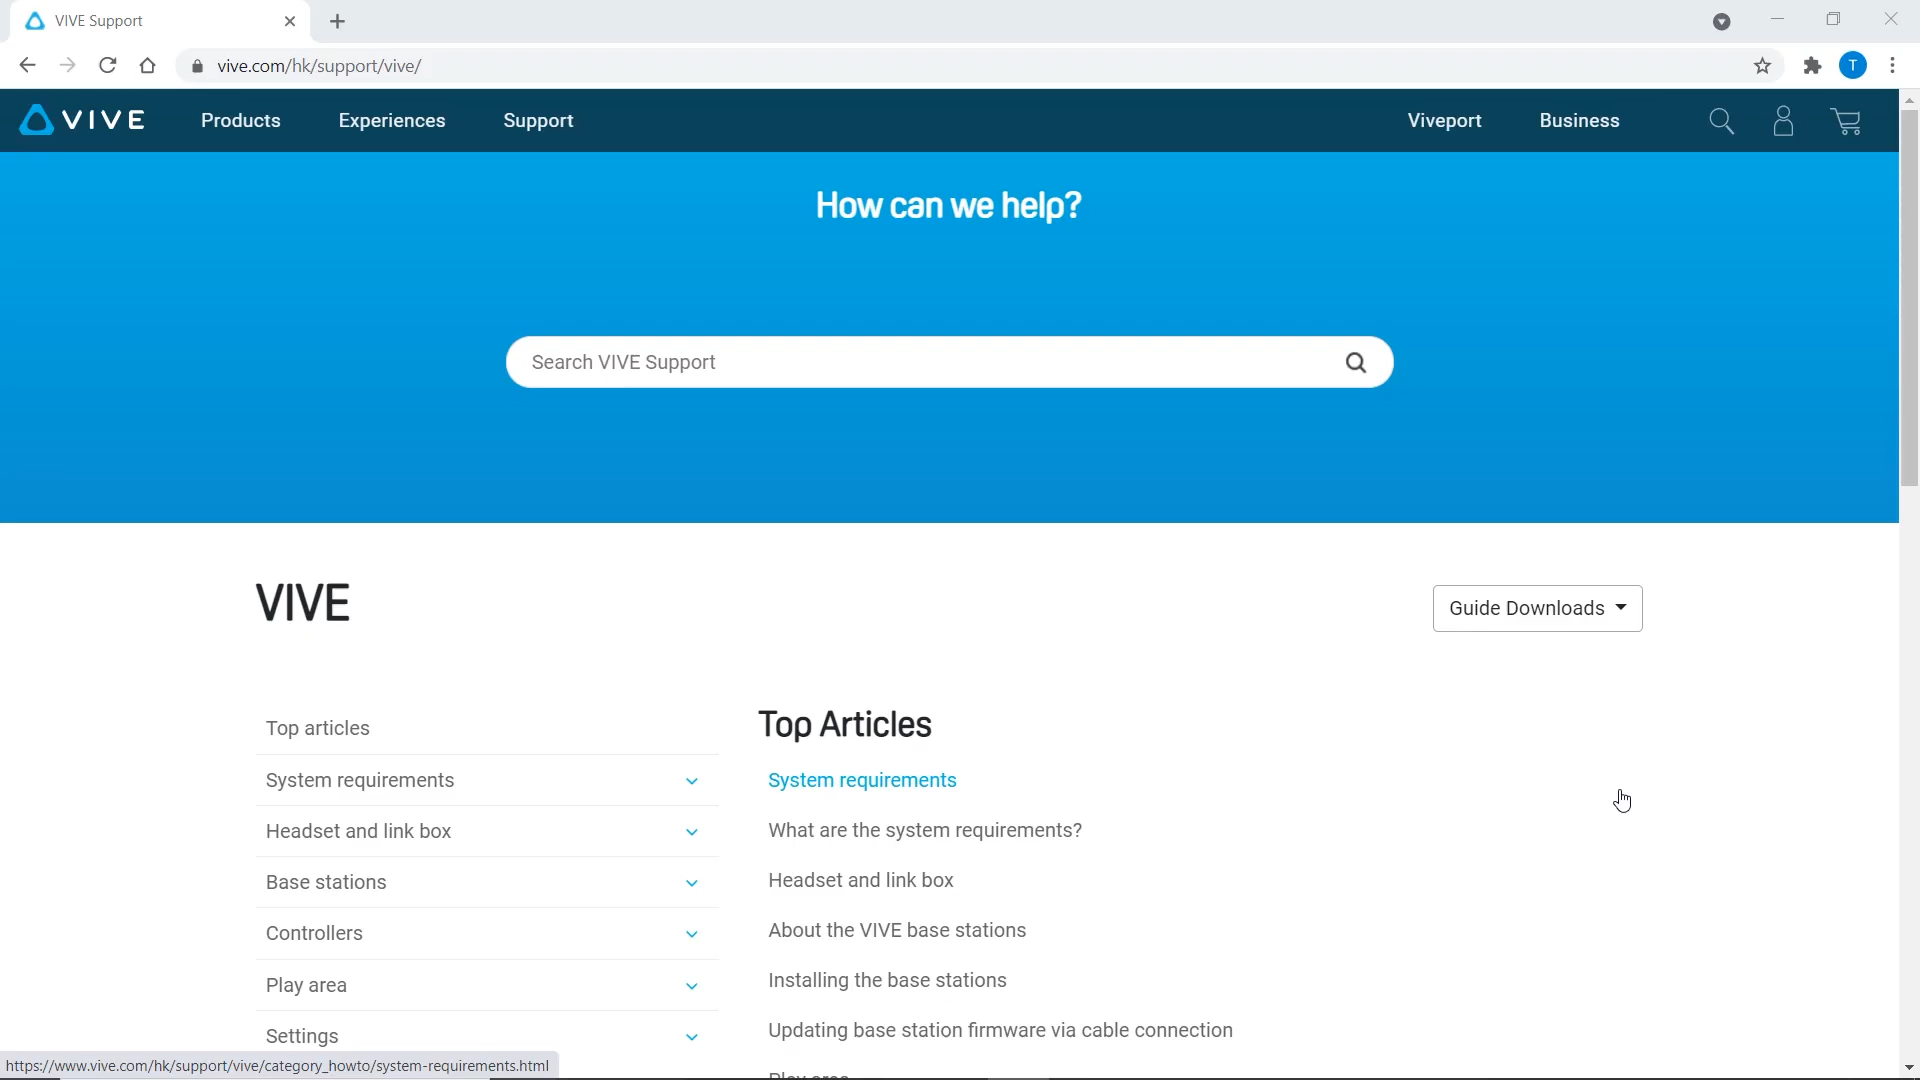 VIVE Support
vive.com/hk/support/vive/
T
VIVE
Products
Experiences
Support
Viveport
Business
How can we help?
Search VIVE Support
VIVE
Guide Downloads
Top articles
System requirements
Headset and link box
Base stations
Controllers
Play area
Settings
Top Articles
System requirements
What are the system requirements?
Headset and link box
About the VIVE base stations
Installing the base stations
Updating base station firmware via cable connection
Play area
https://www.vive.com/hk/support/vive/category_howto/system-requirements.html